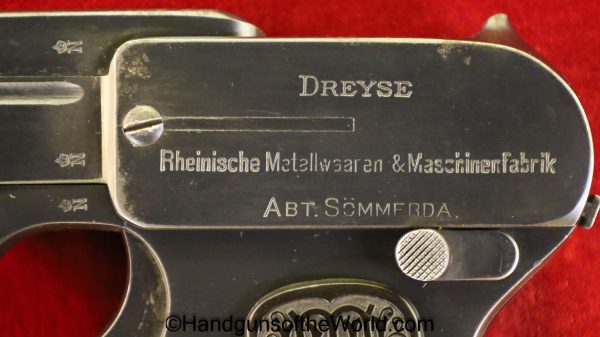 DREYSE
Rheinische Metallwaaren & Maschinenfabrik
ABT. SÖMMERDA.
N
N
N
©HandgunsoftheWorld.com